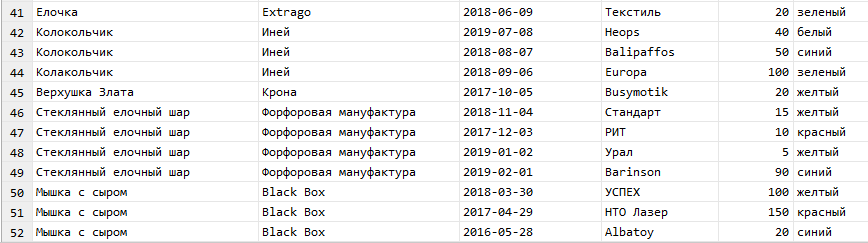 41 Елочка Extrago 2018-06-09 Текстиль 20 зеленый
42 Колокольчик Иней 2019-07-08 Heops 40 белый
43 Колокольчик Иней 2018-08-07 Balipaffos 50 синий
44 Колакольчик Иней 2018-09-06 Europa 100 зеленый
45 Верхушка Злата Крона 2017-10-05 Busymotik 20 желтый
46 Стеклянный елочный шар Форфоровая мануфактура 2018-11-04 Стандарт 15 желтый
47 Стеклянный елочный шар Форфоровая мануфактура 2017-12-03 РИТ 10 красный
48 Стеклянный елочный шар Форфоровая мануфактура 2019-01-02 Урал 5 желтый
49 Стеклянный елочный шар Форфоровая мануфактура 2019-02-01 Barinson 90 синий
50 Мышка с сыром Black Box 2018-03-30 УСПЕХ 100 желтый
51 Мышка с сыром Black Box 2017-04-29 НТО Лазер 150 красный
52 Мышка с сыром Black Box 2016-05-28 Albatoy 20 синий